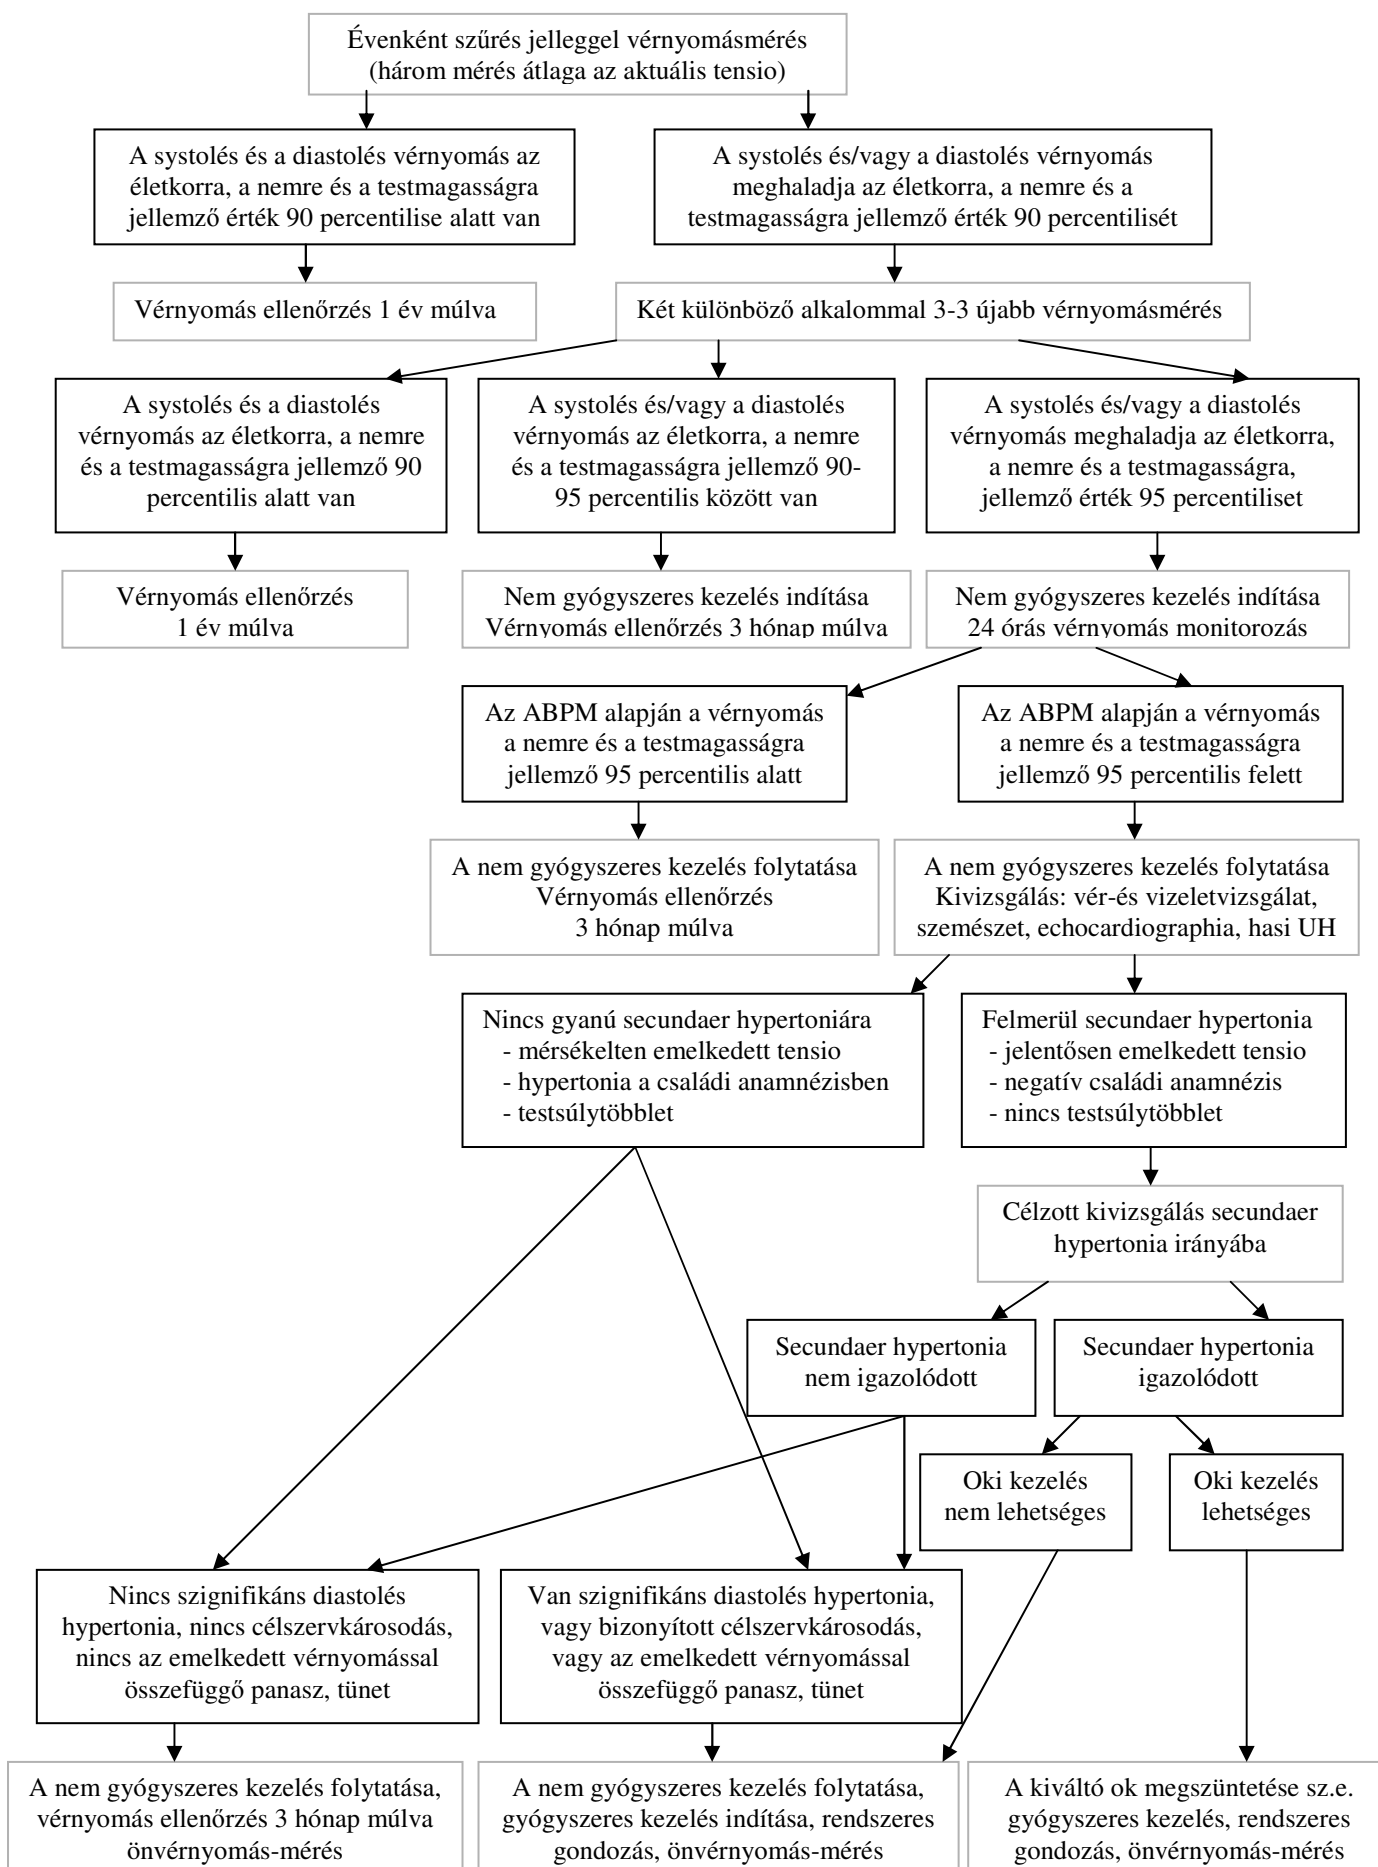 Évenként szűrés jelleggel vérnyomásmérés
(három mérés átlaga az aktuális tensio)
A systolés és a diastolés vérnyomás az
életkorra, a nemre és a testmagasságra
jellemző érték 90 percentilise alatt van
A systolés és/vagy a diastolés vérnyomás
meghaladja az életkorra, a nemre és a
testmagasságra jellemző érték 90 percentilisét
Vérnyomás ellenőrzés 1 év múlva
Két különböző alkalommal 3-3 újabb vérnyomásmérés
A systolés és a diastolés
vérnyomás az életkorra, a nemre
és a testmagasságra jellemző 90
percentilis alatt van
A systolés és/vagy a diastolés
vérnyomás az életkorra, a nemre
és a testmagasságra jellemző 90-
95 percentilis között van
A systolés és/vagy a diastolés
vérnyomás meghaladja az életkorra,
a nemre és a testmagasságra,
jellemző érték 95 percentiliset
Vérnyomás ellenőrzés
1 év múlva
Nem gyógyszeres kezelés indítása
Vérnyomás ellenőrzés 3 hónap múlva
Nem gyógyszeres kezelés indítása
24 órás vérnyomás monitorozás
Az ABPM alapján a vérnyomás
a nemre és a testmagasságra
jellemző 95 percentilis alatt
Az ABPM alapján a vérnyomás
a nemre és a testmagasságra
jellemző 95 percentilis felett
A nem gyógyszeres kezelés folytatása
Vérnyomás ellenőrzés
3 hónap múlva
A nem gyógyszeres kezelés folytatása
Kivizsgálás: vér-és vizeletvizsgálat,
szemészet, echocardiographia, hasi UH
Nincs gyanú secundaer hypertoniára
- mérsékelten emelkedett tensio
- hypertonia a családi anamnézisben
- testsúlytöbblet
Felmerül secundaer hypertonia
- jelentősen emelkedett tensio
- negatív családi anamnézis
- nincs testsúlytöbblet
Célzott kivizsgálás secundaer
hypertonia irányába
Secundaer hypertonia
nem igazolódott
Secundaer hypertonia
igazolódott
Oki kezelés
nem lehetséges
Oki kezelés
lehetséges
Nincs szignifikáns diastolés
hypertonia, nincs célszervkárosodás,
nincs az emelkedett vérnyomással
összefüggő panasz, tünet
Van szignifikáns diastolés hypertonia,
vagy bizonyított célszervkárosodás,
vagy az emelkedett vérnyomással
összefüggő panasz, tünet
A nem gyógyszeres kezelés folytatása,
vérnyomás ellenőrzés 3 hónap múlva
önvérnyomás-mérés
A nem gyógyszeres kezelés folytatása,
gyógyszeres kezelés indítása, rendszeres
gondozás, önvérnyomás-mérés
A kiváltó ok megszüntetése sz.e.
gyógyszeres kezelés, rendszeres
gondozás, önvérnyomás-mérés